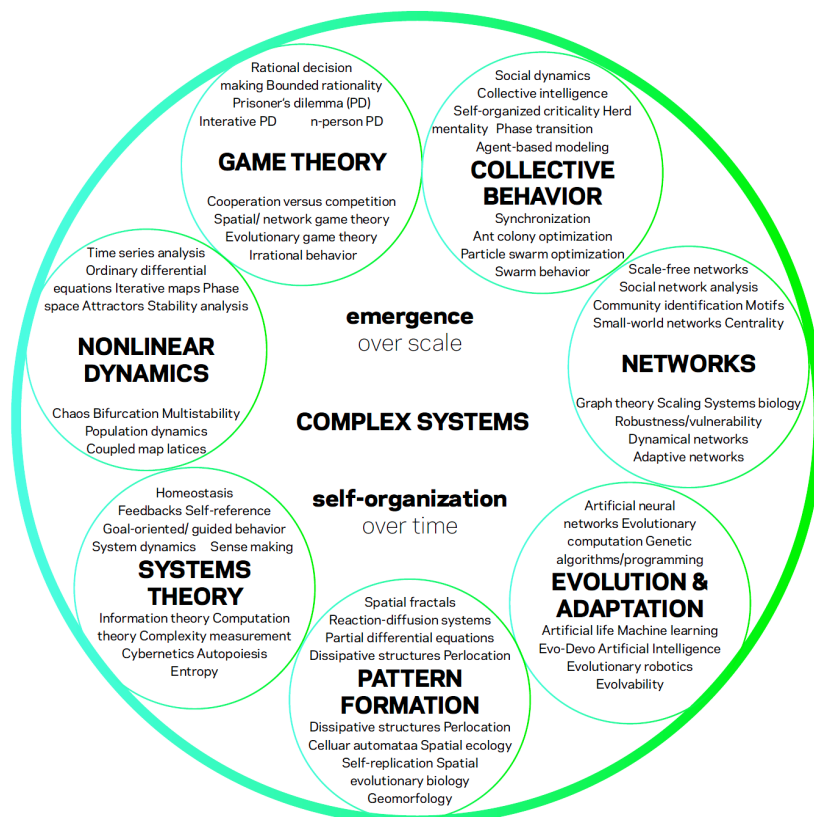 Rational decision
making Bounded rationality
Prisoner's dilemma (PD)
Interative PD n-person PD
GAME THEORY
Cooperation versus competition
Spatial/ network game theory
Evolutionary game theory
Irrational behavior
Social dynamics
Collective intelligence
Self-organized criticality Herd
mentality Phase transition
Agent-based modeling
COLLECTIVE
BEHAVIOR
Synchronization
Ant colony optimization
Particle swarm optimization
Swarm behavior
Time series analysis
Ordinary differential
equations Iterative maps Phase
space Attractors Stability analysis
NONLINEAR
DYNAMICS
Chaos Bifurcation Multistability
Population dynamics
Coupled map latices
emergence
over scale
COMPLEX SYSTEMS
self-organization
over time
Scale-free networks
Social network analysis
Community identification Motifs
Small-world networks Centrality
NETWORKS
Graph theory Scaling Systems biology
Robustness/vulnerability
Dynamical networks
Adaptive networks
Homeostasis
Feedbacks Self-reference
Goal-oriented/ guided behavior
System dynamics Sense making
SYSTEMS
THEORY
Information theory Computation
theory Complexity measurement
Cybernetics Autopoiesis
Entropy
Spatial fractals
Reaction-diffusion systems
Partial differential equations
Dissipative structures Perlocation
PATTERN
FORMATION
Dissipative structures Perlocation
Celluar automataa Spatial ecology
Self-replication Spatial
evolutionary biology
Geomorfology
Artificial neural
networks Evolutionary
computation Genetic
algorithms/programming
EVOLUTION &
ADAPTATION
Artificial life Machine learning
Evo-Devo Artificial Intelligence
Evolutionary robotics
Evolvability